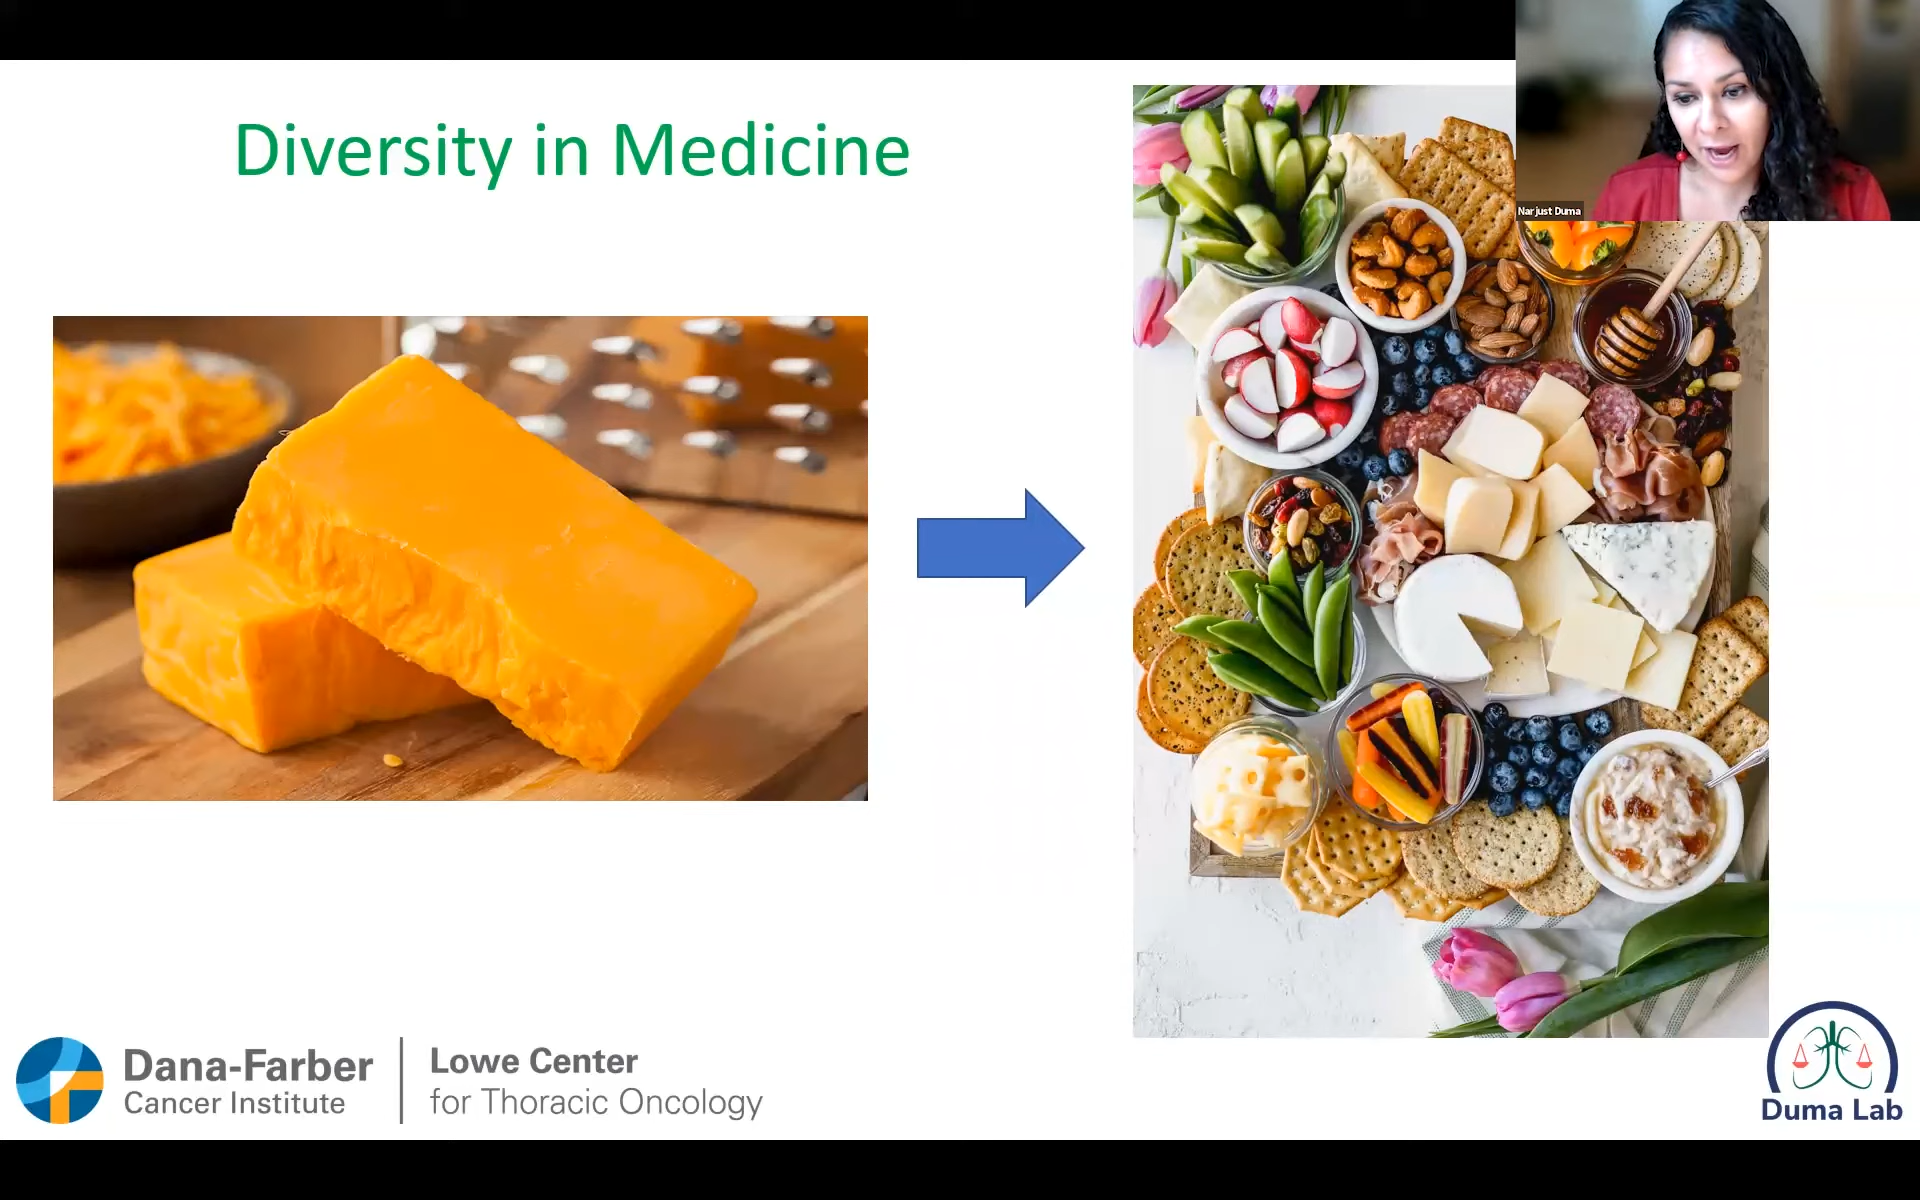 Diversity in Medicine
Narjust Duma
Dana-Farber
Cancer Institute
Lowe Center
for Thoracic Oncology
Duma Lab